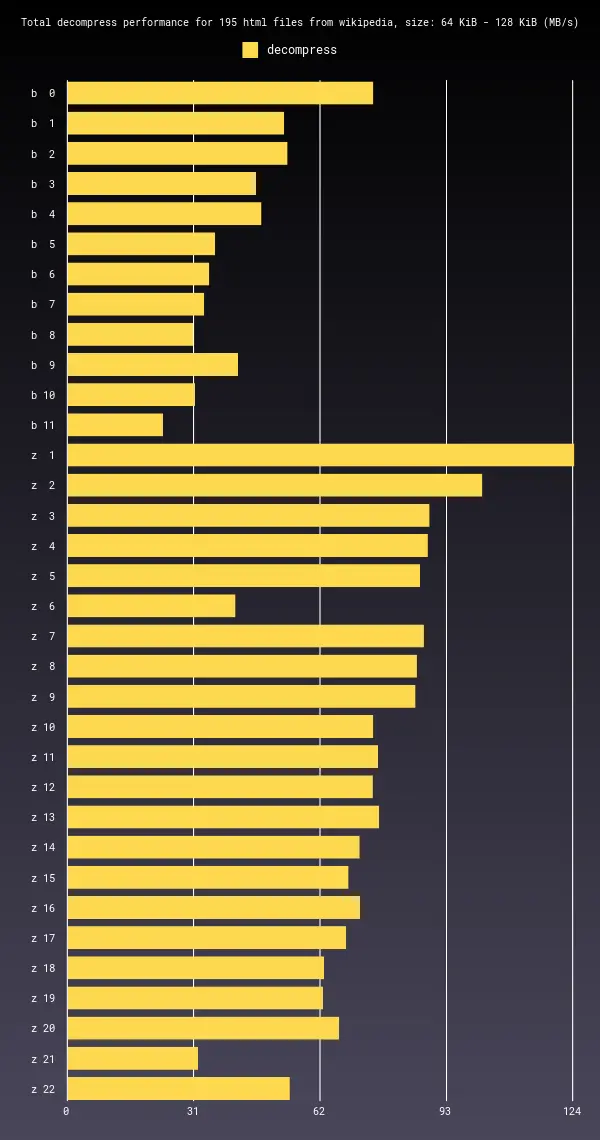 Total decompress performance for 195 html files from wikipedia, size: 64 KiB - 128 KiB (MB/s)
decompress
b 0
b 1
b 2
b 3
b 4
b 5
b 6
b 7
b 8
b 9
b 10
b 11
z 1
z 2
z 3
z 4
z 5
z 6
z 7
z 8
z 9
z 10
z 11
z 12
z 13
z 14
z 15
z 16
z 17
z 18
z 19
z 20
z 21
z 22
0 31 62 93 124